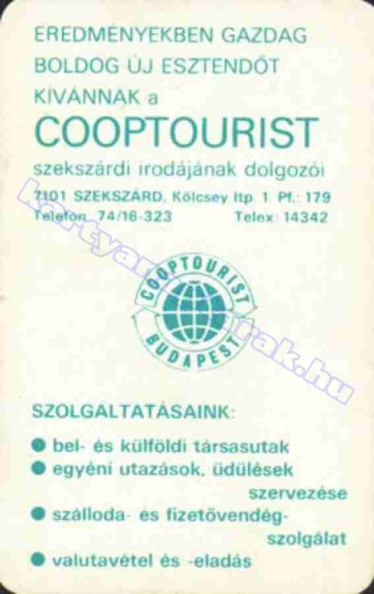 EREDMÉNYEKBEN GAZDAG
BOLDOG ÚJ ESZTENDŐT
KÍVÁNNAK a
COOPTOURIST
szekszárdi irodájának dolgozói
7101 SZEKSZÁRD, Kölcsey ltp. 1. Pf.: 179
Telefon: 74/16-323 Telex: 14342
COOPTOURIST
BUDAPEST
SZOLGALTATÁSAINK:
● bel- és külföldi társasutak
● egyéni utazások, üdülések
szervezése
● szálloda- es fizetővendég-
szolgálat
● valutavétel és -eladás